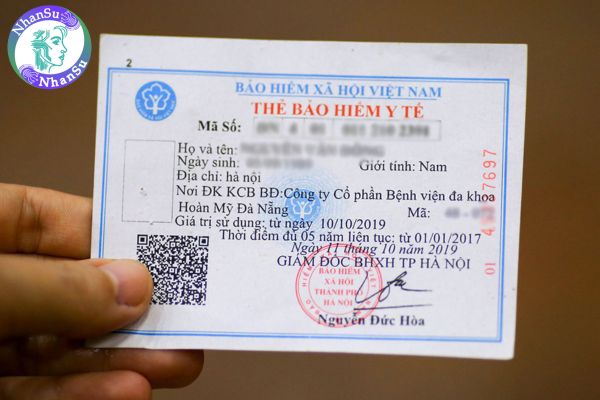 NhanSu
NhanSu
2
BẢO HIỂM XÃ HỘI VIỆT NAM
THẺ BẢO HIỂM Y TẾ
Mã Số:
Họ và tên:
Ngày sinh:
Giới tính: Nam
Địa chỉ: hà nội
Nơi ĐK KCB BĐ:Công ty Cổ phần Bệnh viện đa khoa
Hoàn Mỹ Đà Nẵng
Mã:
Giá trị sử dụng: từ ngày 10/10/2019
Thời điểm đủ 05 năm liên tục: từ 01/01/2017
Ngày 11 tháng 10 năm 2019
GIÁM ĐỐC BHXH TP HÀ NỘI
BẢO HIỂM
XÃ HỘI
THÀNH PHỐ
HÀ NỘI
Nguyễn Đức Hòa